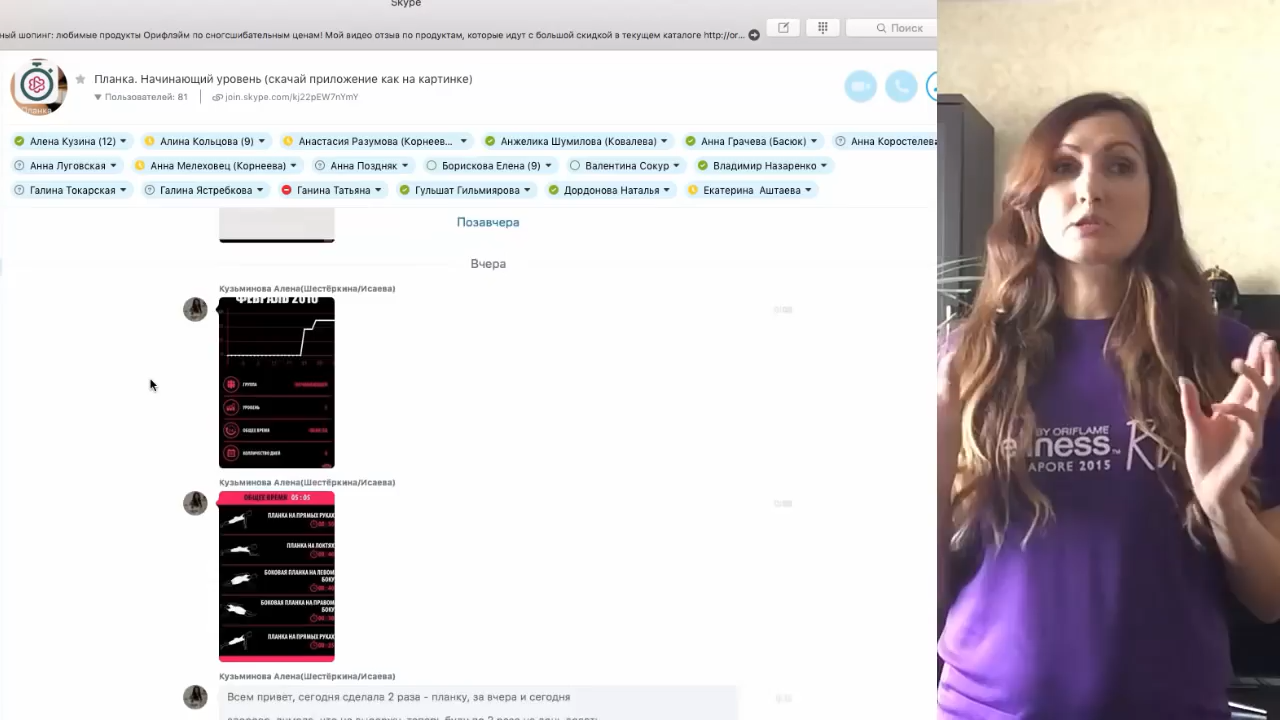 Skype
ный шопинг: любимые продукты Орифлэйм по сногсшибательным ценам! Мой видео отзыв по продуктам, которые идут с большой скидкой в текущем каталоге http://or...
Поиск
Планка. Начинающий уровень (скачай приложение как на картинке)
Планка
Пользователей: 81
join.skype.com/kj22pEW7nYmY
Алена Кузина (12)
Алина Кольцова (9)
Анастасия Разумова (Корнеев...
Анжелика Шумилова (Ковалева)
Анна Грачева (Басюк)
Анна Коростелева
Анна Луговская
Анна Мелеховец (Корнеева)
Анна Поздняк
Борискова Елена (9)
Валентина Сокур
Владимир Назаренко
Галина Токарская
Галина Ястребкова
Ганина Татьяна
Гульшат Гильмиярова
Дордонова Наталья
Екатерина Аштаева
Позавчера
Вчера
Кузьминова Алена(Шестёркина/Исаева)
ГРУППА
УРОВЕНЬ
ОБЩЕЕ ВРЕМЯ
КОЛЛИЧЕСТВО ДНЕЙ
Кузьминова Алена(Шестёркина/Исаева)
ОБЩЕЕ ВРЕМЯ 05:05
ПЛАНКА НА ПРЯМЫХ РУКАХ
ПЛАНКА НА ЛОКТЯХ
БОКОВАЯ ПЛАНКА НА ЛЕВОМ
БОКУ
БОКОВАЯ ПЛАНКА НА ПРАВОМ
БОКУ
ПЛАНКА НА ПРЯМЫХ РУКАХ
Кузьминова Алена(Шестёркина/Исаева)
Всем привет, сегодня сделала 2 раза - планку, за вчера и сегодня
BY ORIFLAME
APORE 2015